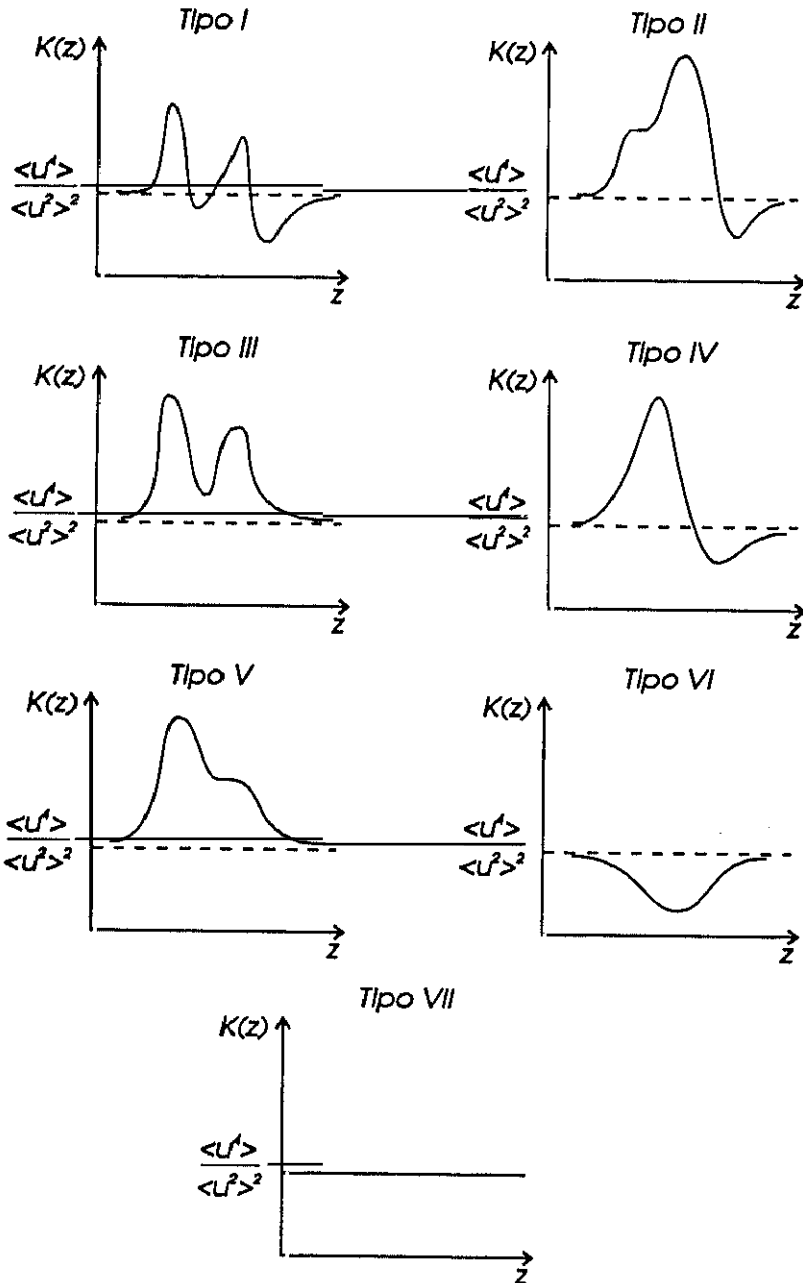 Tipo I
K(z)
<u⁴>
<u²>²
z
Tipo II
K(z)
<u⁴>
<u²>²
z
Tipo III
K(z)
<u⁴>
<u²>²
z
Tipo IV
K(z)
<u⁴>
<u²>²
z
Tipo V
K(z)
<u⁴>
<u²>²
z
Tipo VI
K(z)
<u⁴>
<u²>²
z
Tipo VII
K(z)
<u⁴>
<u²>²
z